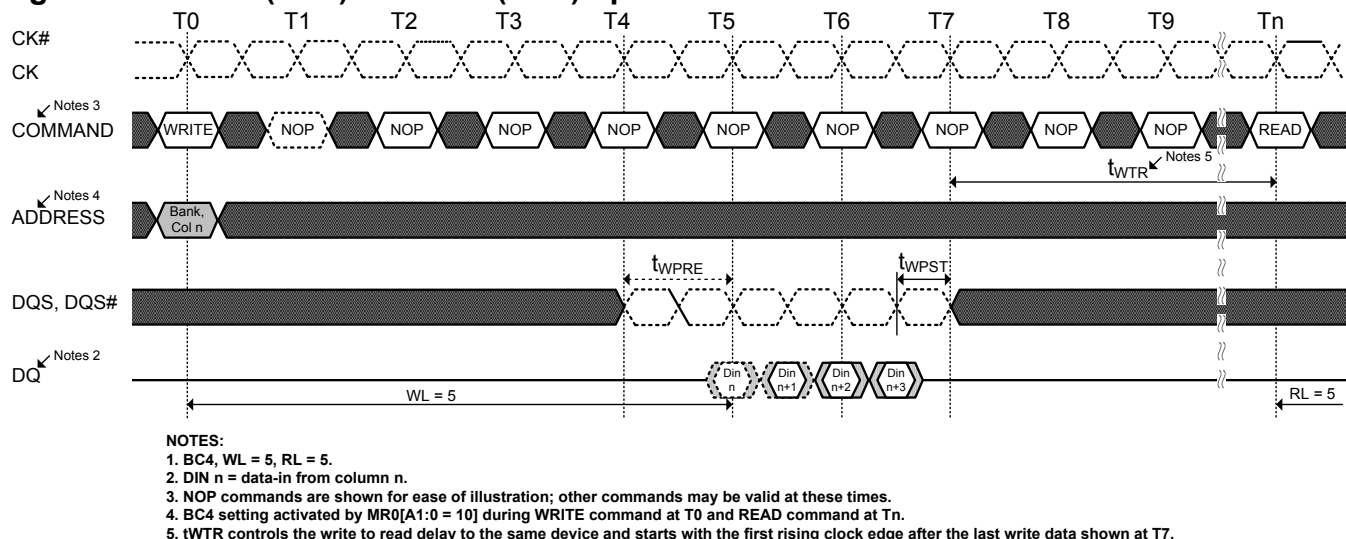 T0 T1 T2 T3 T4 T5 T6 T7 T8 T9 Tn
CK#
CK
Notes 3
COMMAND WRITE NOP NOP NOP NOP NOP NOP NOP NOP NOP READ
tWTR Notes 5
Notes 4
ADDRESS
Bank,
Col n
tWPRE tWPST
DQS, DQS#
Notes 2
DQ
Din Din Din Din
n n+1 n+2 n+3
WL = 5 RL = 5
NOTES:
1. BC4, WL = 5, RL = 5.
2. DIN n = data-in from column n.
3. NOP commands are shown for ease of illustration; other commands may be valid at these times.
4. BC4 setting activated by MR0[A1:0 = 10] during WRITE command at T0 and READ command at Tn.
5. tWTR controls the write to read delay to the same device and starts with the first rising clock edge after the last write data shown at T7.